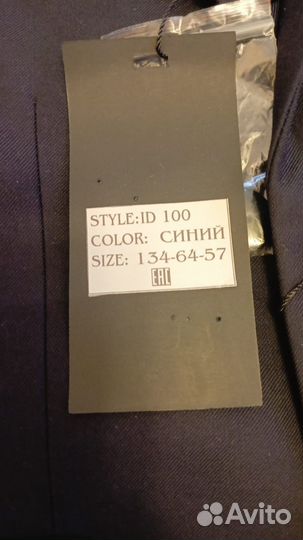 STYLE:ID 100
COLOR: СИНИЙ
SIZE: 134-64-57
EAC
Avito